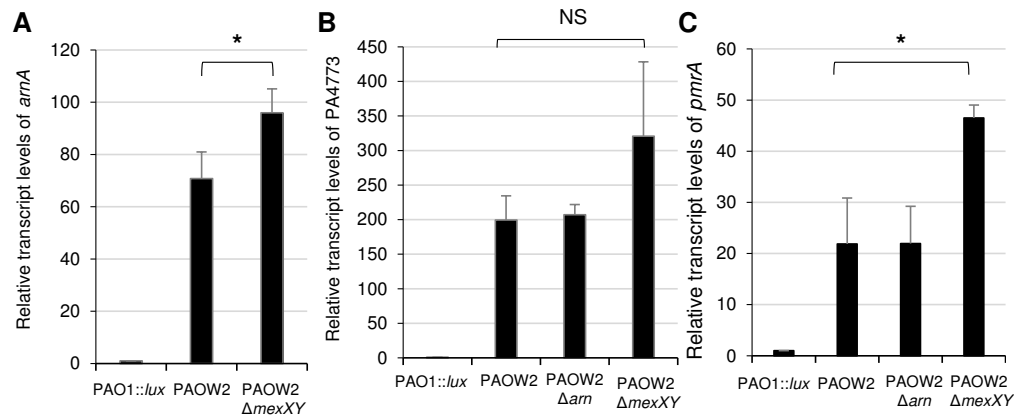 A
Relative transcript levels of arnA
120
100
80
60
40
20
0
*
PAO1::lux PAOW2 PAOW2
ΔmexXY
B
Relative transcript levels of PA4773
450
400
350
300
250
200
150
100
50
0
NS
PAO1::lux PAOW2 PAOW2 PAOW2
Δarn ΔmexXY
C
Relative transcript levels of pmrA
60
50
40
30
20
10
0
*
PAO1::lux PAOW2 PAOW2 PAOW2
Δarn ΔmexXY